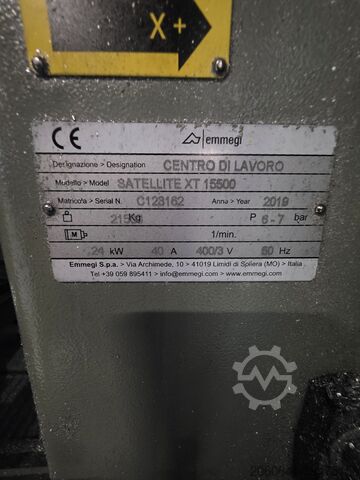 X+
CE emmegi
Designazione > Designation CENTRO DI LAVORO
Modello > Model SATELLITE XT 15500
Matricola > Serial N. C123162 Anno > Year 2019
Kg P 6-7 bar
M 1/min.
24 kW 40 A 400/3 V Hz
Emmegi S.p.a. > Via Archimede, 10 > 41019 Limidi di Soliera (MO) > Italia
Tel +39 059 895411 > info@emmegi.com > www.emmegi.com